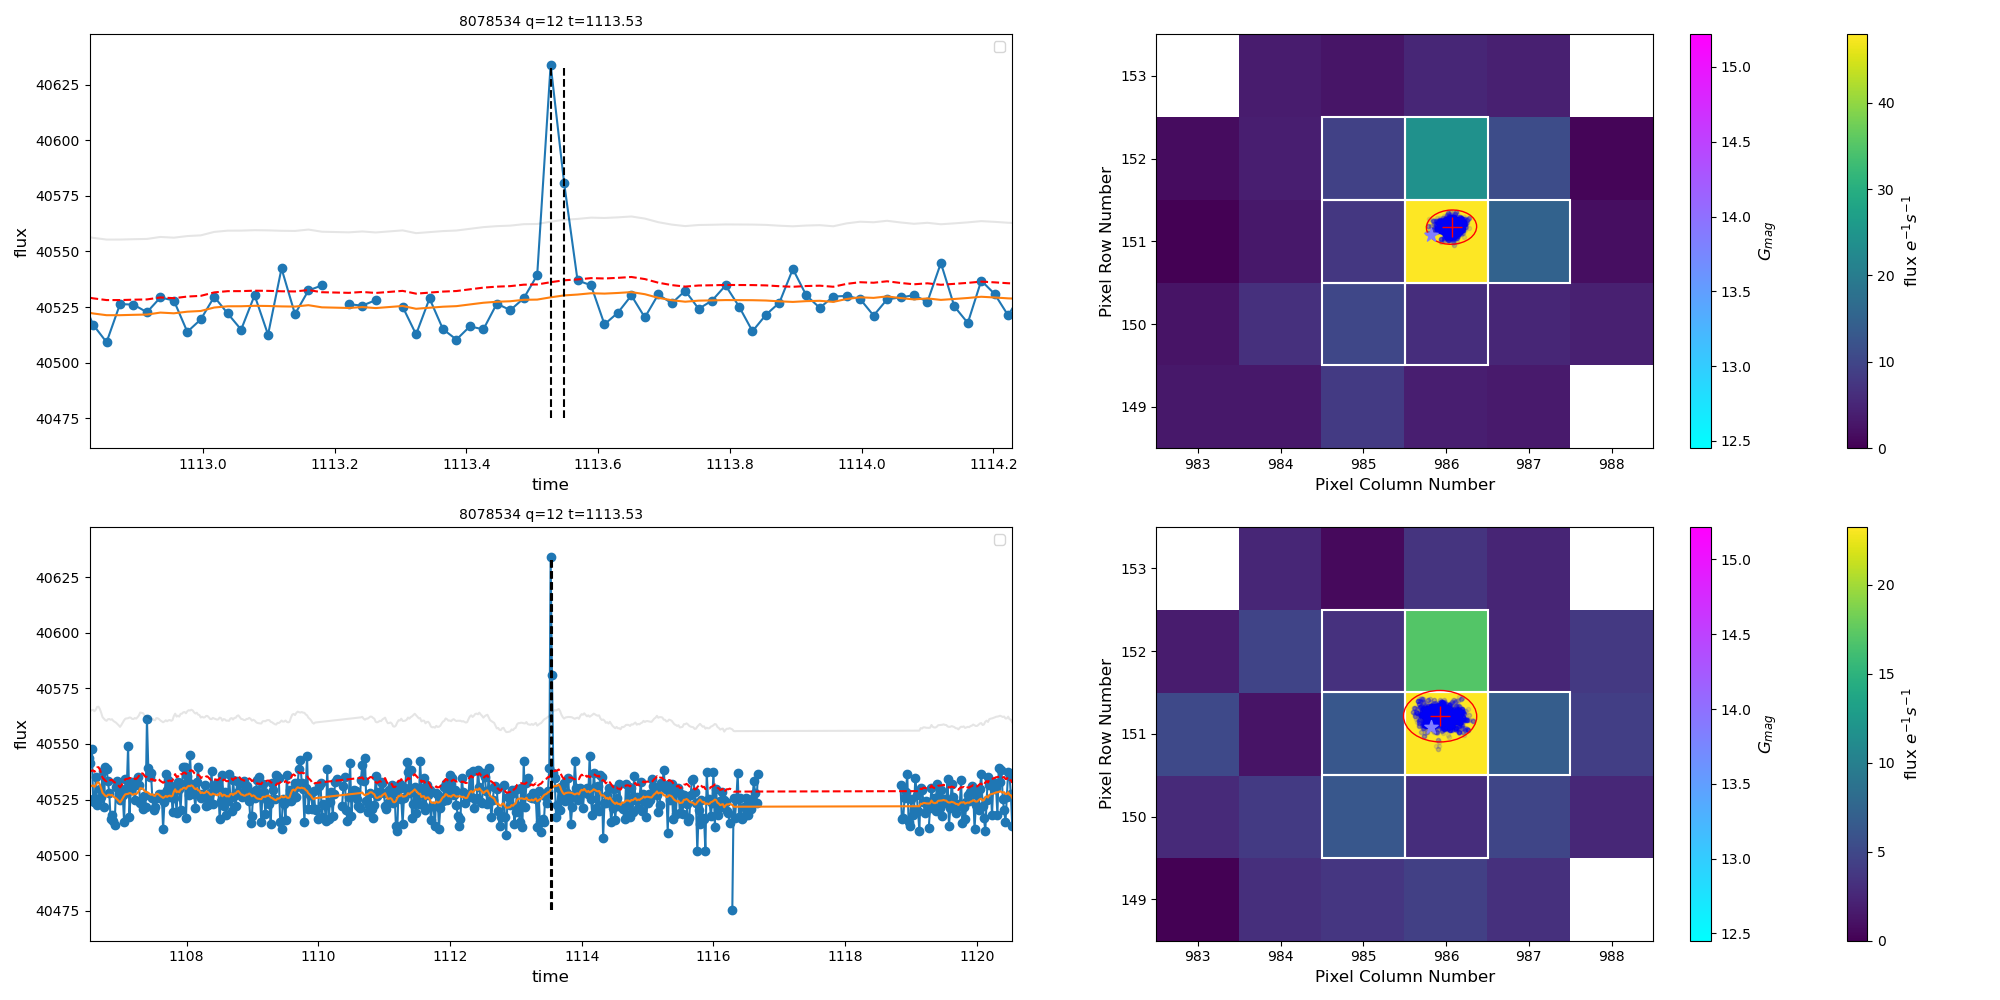 8078534 q=12 t=1113.53
flux
40625
40600
40575
40550
40525
40500
40475
1113.0 1113.2 1113.4 1113.6 1113.8 1114.0 1114.2
time
Pixel Row Number
153
152
151
150
149
983 984 985 986 987 988
Pixel Column Number
15.0
14.5
14.0
13.5
13.0
12.5
Gmag
40
30
20
10
0
flux e⁻¹s⁻¹
8078534 q=12 t=1113.53
flux
40625
40600
40575
40550
40525
40500
40475
1108 1110 1112 1114 1116 1118 1120
time
Pixel Row Number
153
152
151
150
149
983 984 985 986 987 988
Pixel Column Number
15.0
14.5
14.0
13.5
13.0
12.5
Gmag
20
15
10
5
0
flux e⁻¹s⁻¹